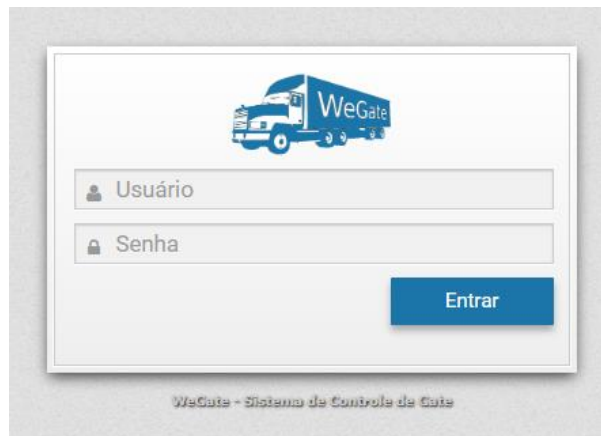 WeGate
Usuário
Senha
Entrar
WeGate - Sistema de Controle de Gate